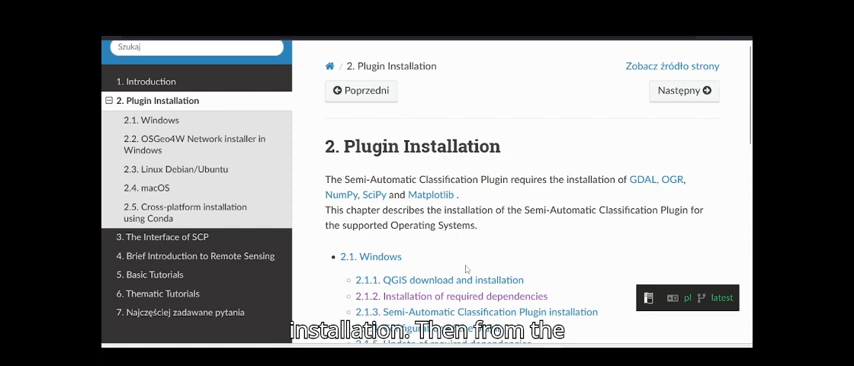 Szukaj
1. Introduction
2. Plugin Installation
2.1. Windows
2.2. OSGeo4W Network installer in
Windows
2.3. Linux Debian/Ubuntu
2.4. macOS
2.5. Cross-platform installation
using Conda
3. The Interface of SCP
4. Brief Introduction to Remote Sensing
5. Basic Tutorials
6. Thematic Tutorials
7. Najczęściej zadawane pytania
/ 2. Plugin Installation
Zobacz źródło strony
Poprzedni
Następny
2. Plugin Installation
The Semi-Automatic Classification Plugin requires the installation of GDAL, OGR,
NumPy, SciPy and Matplotlib .
This chapter describes the installation of the Semi-Automatic Classification Plugin for
the supported Operating Systems.
2.1. Windows
2.1.1. QGIS download and installation
2.1.2. Installation of required dependencies
2.1.3. Semi-Automatic Classification Plugin installation
pl latest
installation. Then from the